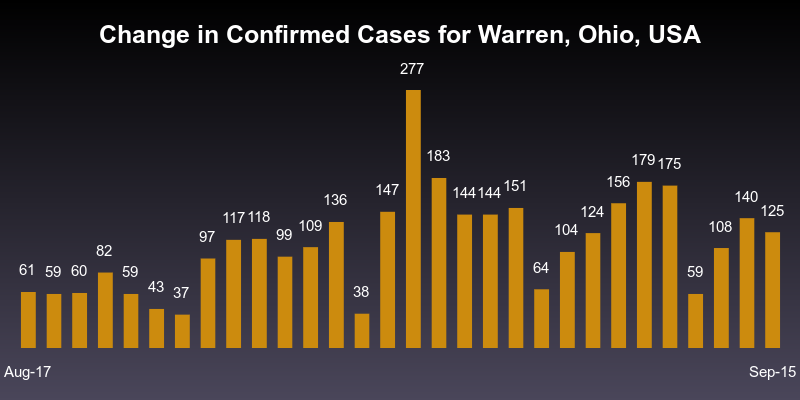 Change in Confirmed Cases for Warren, Ohio, USA
61 59 60 82 59 43 37 97 117 118 99 109 136 38 147 277 183 144 144 151 64 104 124 156 179 175 59 108 140 125
Aug-17 Sep-15